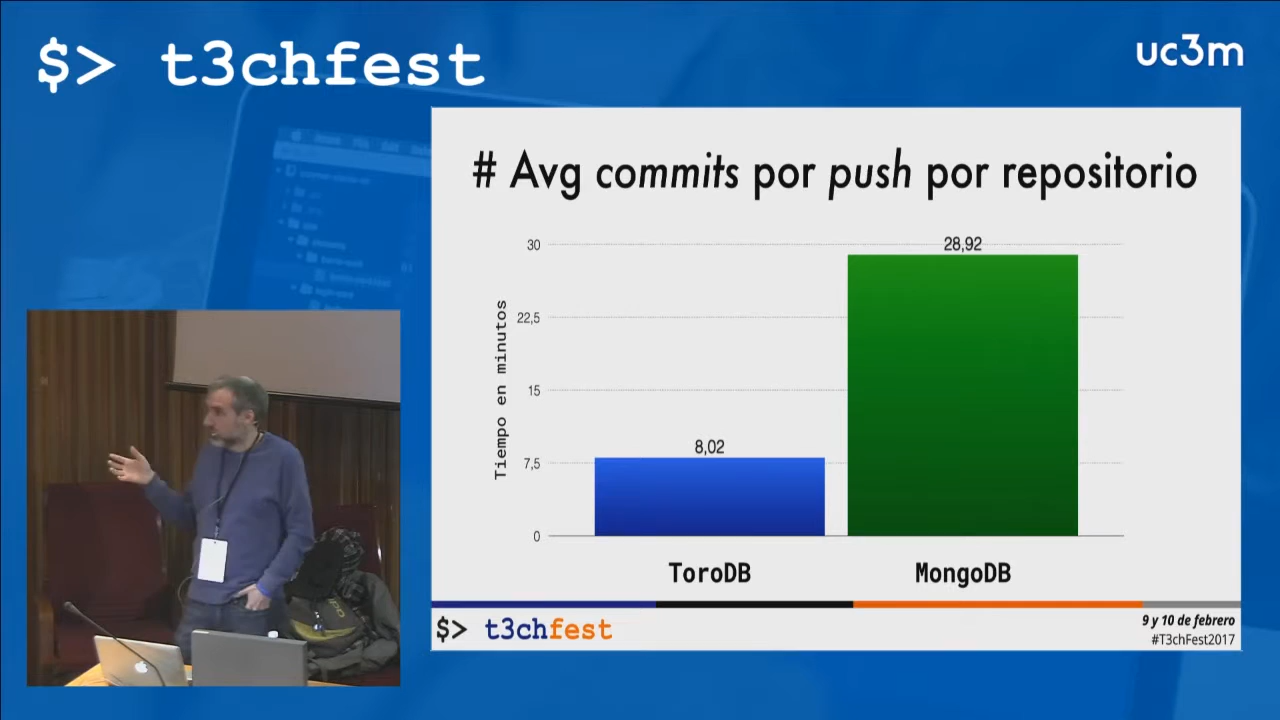 $> t3chfest
uc3m
# Avg commits por push por repositorio
Tiempo en minutos
30
22,5
15
7,5
0
8,02
28,92
ToroDB
MongoDB
$> t3chfest
9 y 10 de febrero
#T3chFest2017